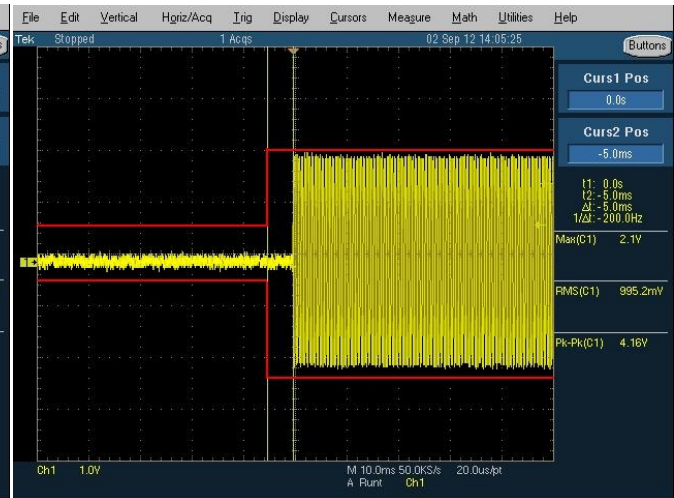 File Edit Vertical Horiz/Acq Trig Display Cursors Measure Math Utilities Help
Tek Stopped 1 Acqs 02 Sep 12 14:05:25
Buttons
Curs1 Pos
0.0s
Curs2 Pos
-5.0ms
t1: 0.0s
t2: -5.0ms
Δt: -5.0ms
1/Δt: -200.0Hz
Max(C1) 2.1V
1
RMS(C1) 995.2mV
Pk-Pk(C1) 4.16V
Ch1 1.0V M 10.0ms 50.0KS/s 20.0us/pt
A Runt Ch1